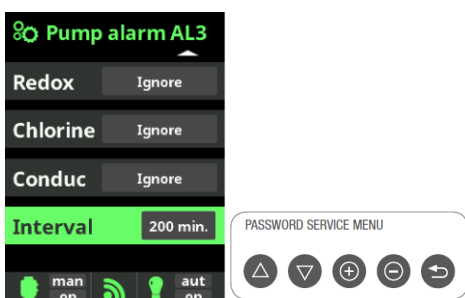 Pump alarm AL3
Redox Ignore
Chlorine Ignore
Conduc Ignore
Interval 200 min.
PASSWORD SERVICE MENU
man aut
on on